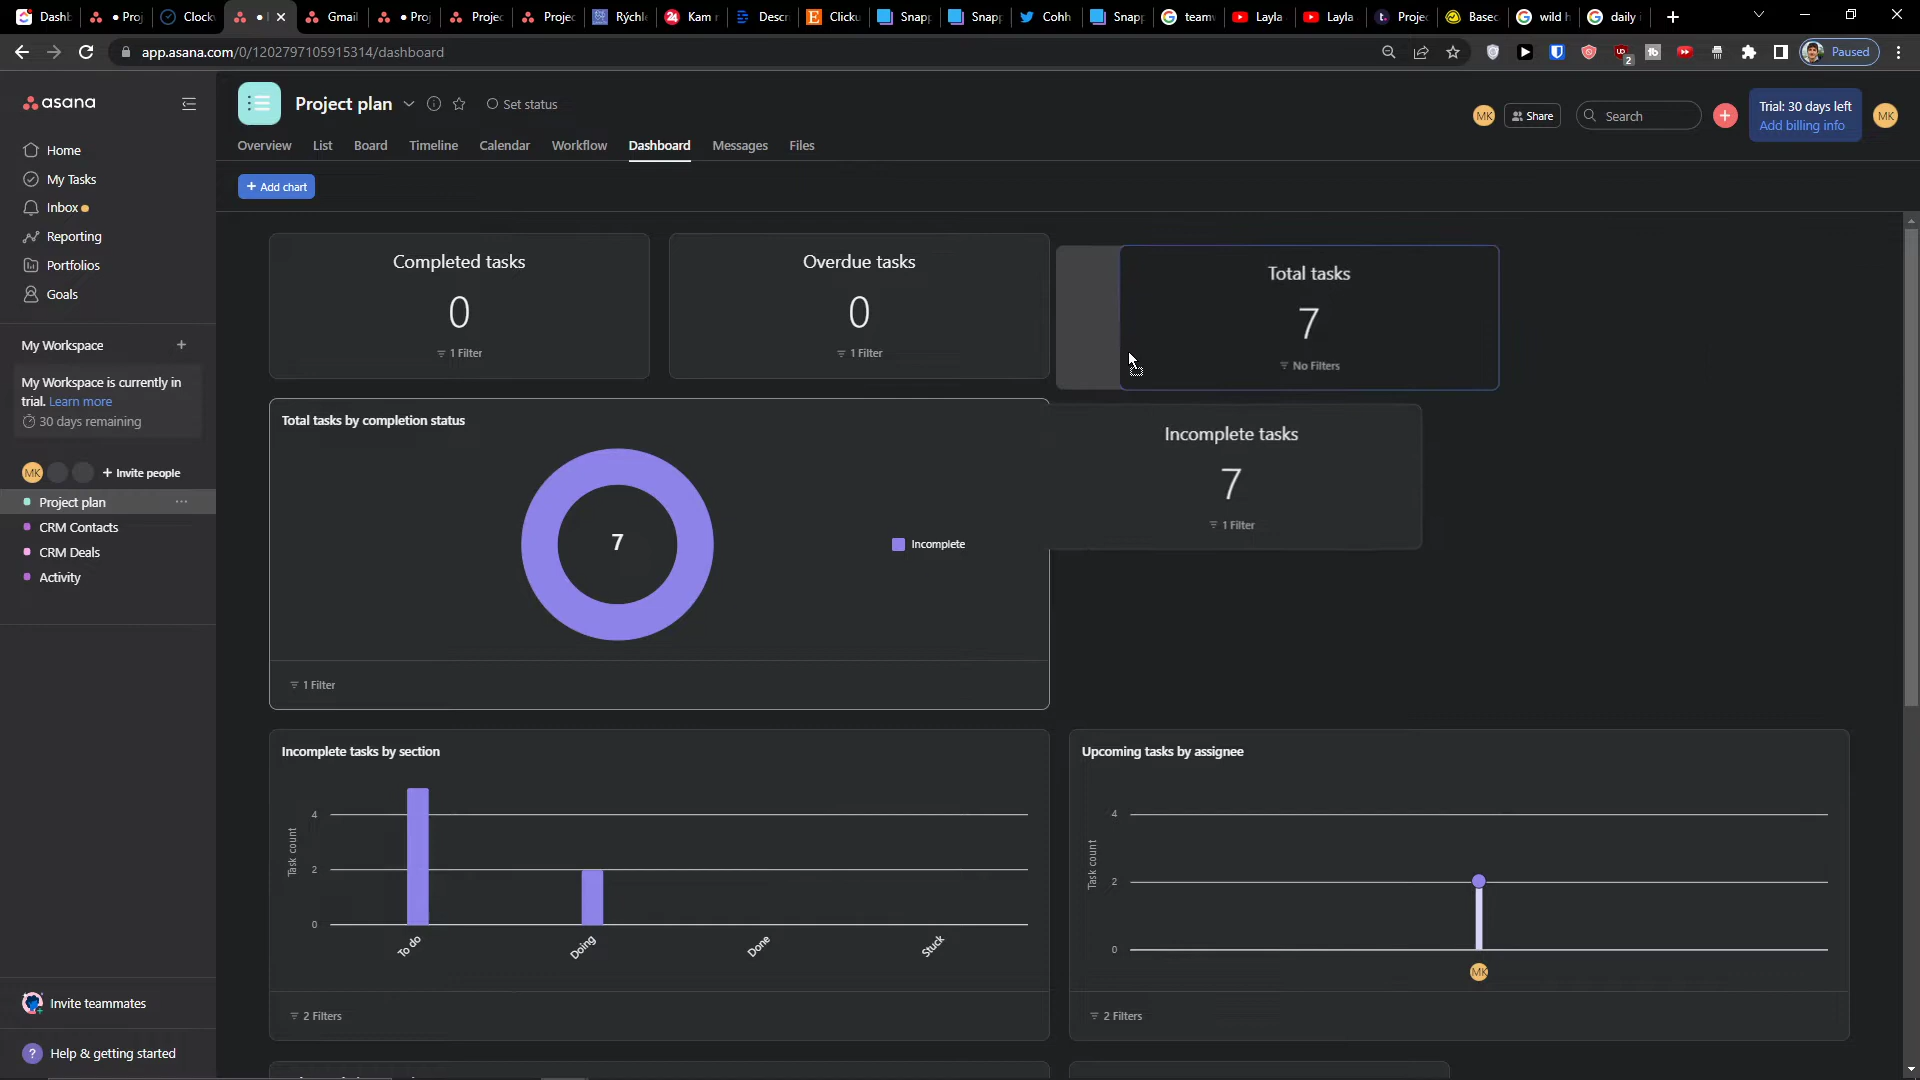 Dashb
Proj
Clock
Gmail
Proj
Projec
Projec
Rýchl
Kam r
Descr
Clicku
Snapp
Snapp
Cohh
Snapp
teamw
Layla
Layla
Projec
Basec
wild h
daily
app.asana.com/0/1202797105915314/dashboard
2
Paused
asana
Home
My Tasks
Inbox
Reporting
Portfolios
Goals
My Workspace
My Workspace is currently in
trial. Learn more
30 days remaining
MK
+ Invite people
Project plan
CRM Contacts
CRM Deals
Activity
Invite teammates
? Help & getting started
Project plan
Set status
MK
Share
Search
Trial: 30 days left
Add billing info
MK
Overview
List
Board
Timeline
Calendar
Workflow
Dashboard
Messages
Files
+ Add chart
Completed tasks
0
1 Filter
Overdue tasks
0
1 Filter
Total tasks
7
No Filters
Total tasks by completion status
7
Incomplete
1 Filter
Incomplete tasks
7
1 Filter
Incomplete tasks by section
Task count
4
2
0
To do
Doing
Done
Stuck
2 Filters
Upcoming tasks by assignee
Task count
4
2
0
MK
2 Filters